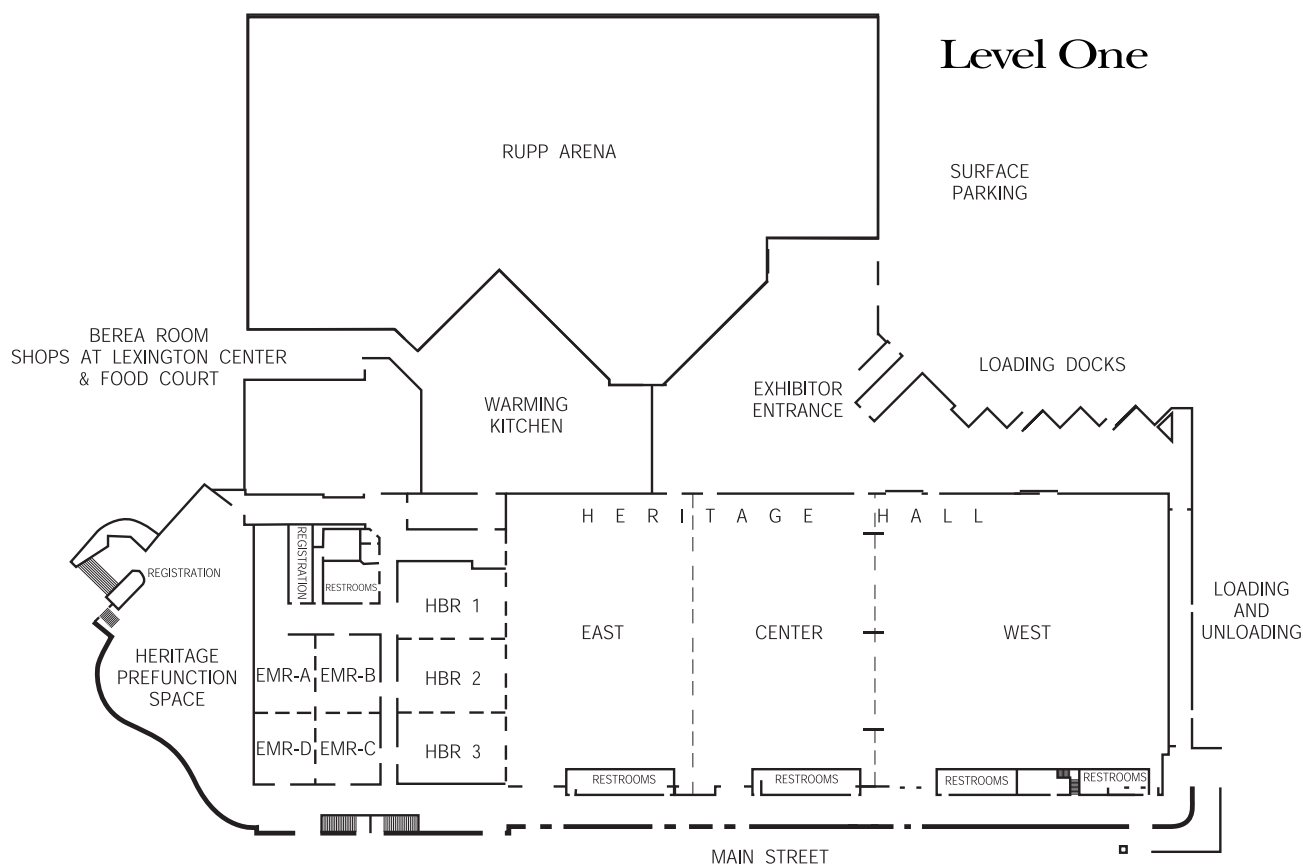 Level One
RUPP ARENA
SURFACE
PARKING
BEREA ROOM
SHOPS AT LEXINGTON CENTER
& FOOD COURT
LOADING DOCKS
EXHIBITOR
ENTRANCE
WARMING
KITCHEN
HERITAGE HALL
REGISTRATION
REGISTRATION
RESTROOMS
HBR 1
EAST
CENTER
WEST
LOADING
AND
UNLOADING
HERITAGE
PREFUNCTION
SPACE
EMR-A
EMR-B
HBR 2
EMR-D
EMR-C
HBR 3
RESTROOMS
RESTROOMS
RESTROOMS
RESTROOMS
MAIN STREET